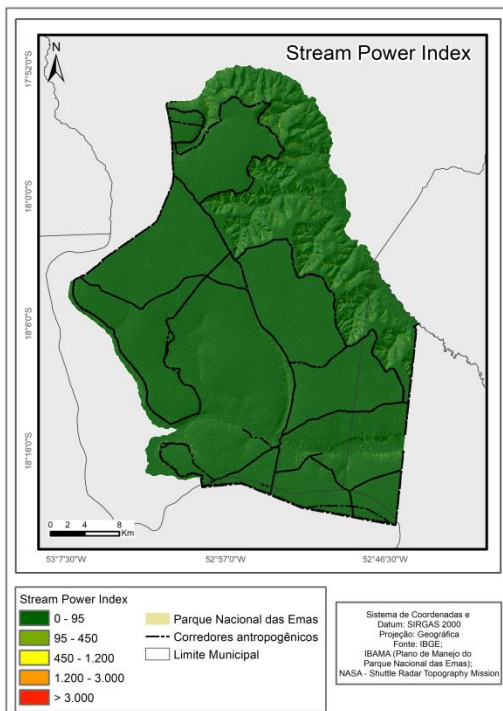 Stream Power Index
N
17°52'0"S
18°0'0"S
18°8'0"S
18°16'0"S
0 2 4 8
Km
53°7'30"W
52°57'0"W
52°46'30"W
Stream Power Index
0 - 95
95 - 450
450 - 1.200
1.200 - 3.000
> 3.000
Parque Nacional das Emas
Corredores antropogênicos
Limite Municipal
Sistema de Coordenadas e
Datum: SIRGAS 2000
Projeção: Geográfica
Fonte: IBGE;
IBAMA (Plano de Manejo do
Parque Nacional das Emas);
NASA - Shuttle Radar Topography Mission